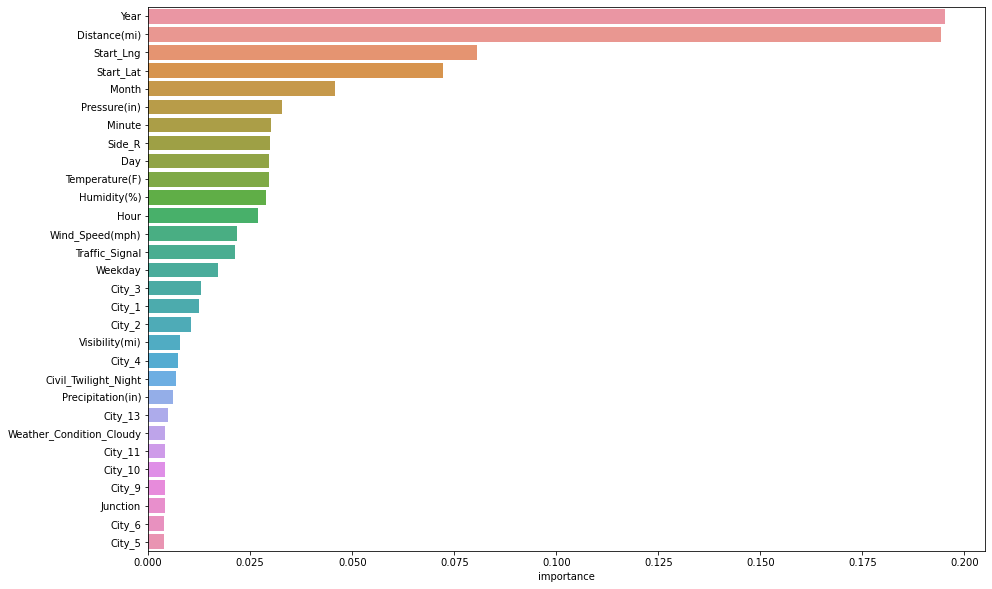 Year
Distance(mi)
Start_Lng
Start_Lat
Month
Pressure(in)
Minute
Side_R
Day
Temperature(F)
Humidity(%)
Hour
Wind_Speed(mph)
Traffic_Signal
Weekday
City_3
City_1
City_2
Visibility(mi)
City_4
Civil_Twilight_Night
Precipitation(in)
City_13
Weather_Condition_Cloudy
City_11
City_10
City_9
Junction
City_6
City_5
0.000 0.025 0.050 0.075 0.100 0.125 0.150 0.175 0.200
importance